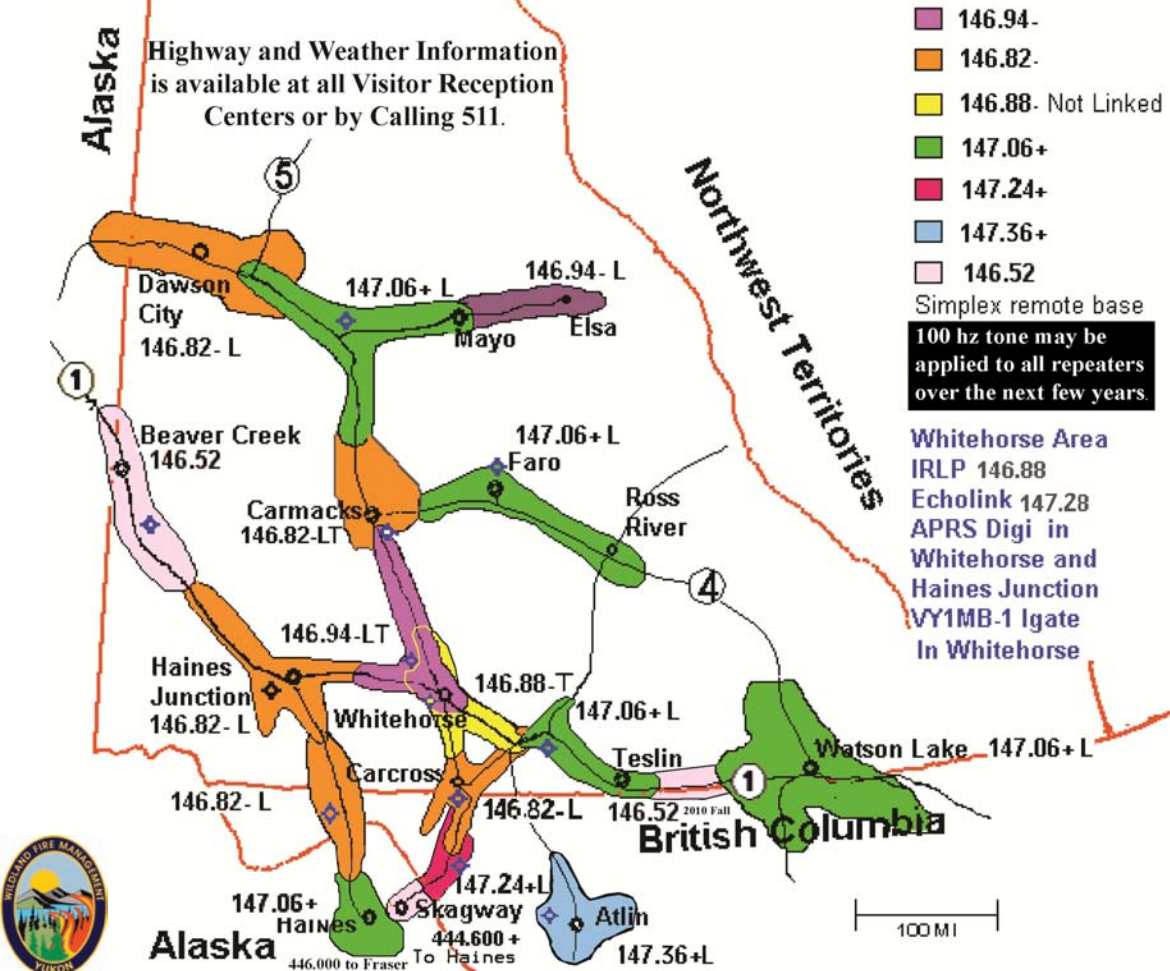 Alaska
Highway and Weather Information
is available at all Visitor Reception
Centers or by Calling 511.
5
146.94-
146.82-
146.88- Not Linked
147.06+
147.24+
147.36+
146.52
Simplex remote base
100 hz tone may be
applied to all repeaters
over the next few years.
Whitehorse Area
IRLP 146.88
Echolink 147.28
APRS Digi in
Whitehorse and
Haines Junction
VY1MB-1 Igate
In Whitehorse
Northwest Territories
Dawson
City
146.82- L
147.06+ L
146.94- L
Mayo
Elsa
1
Beaver Creek
146.52
147.06+ L
Faro
Carmacks
146.82-LT
Ross
River
4
146.94-LT
Haines
Junction
146.82- L
Whitehorse
146.88-T
147.06+ L
Teslin
Watson Lake 147.06+ L
1
Carcross
146.82- L
146.82-L
146.52 2010 Fall
British Columbia
147.24+L
147.06+
Haines
Skagway
444.600 +
To Haines
Atlin
147.36+L
100 MI
Alaska
446.000 to Fraser
WILDLAND FIRE MANAGEMENT
YUKON